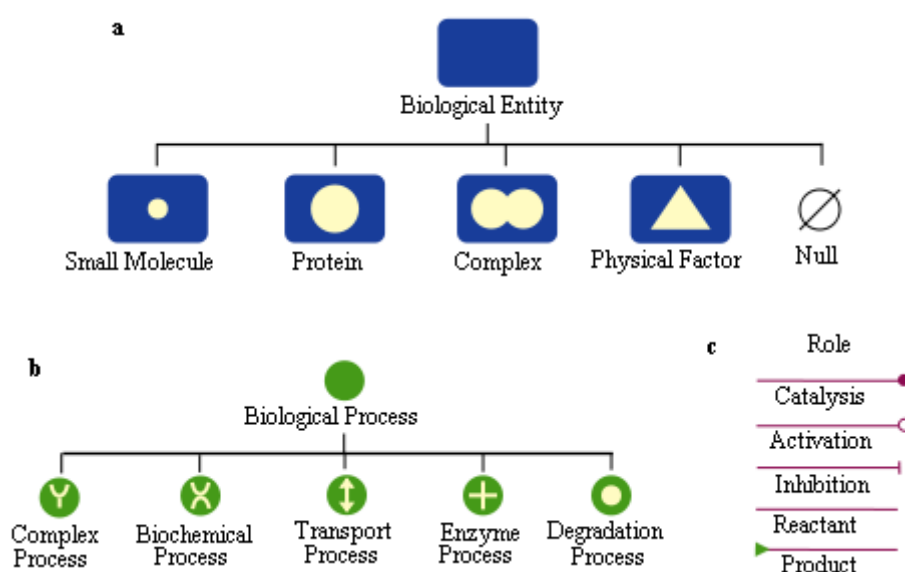 a
Biological Entity
Small Molecule
Protein
Complex
Physical Factor
Null
b
Biological Process
Complex
Process
Biochemical
Process
Transport
Process
Enzyme
Process
Degradation
Process
c
Role
Catalysis
Activation
Inhibition
Reactant
Product